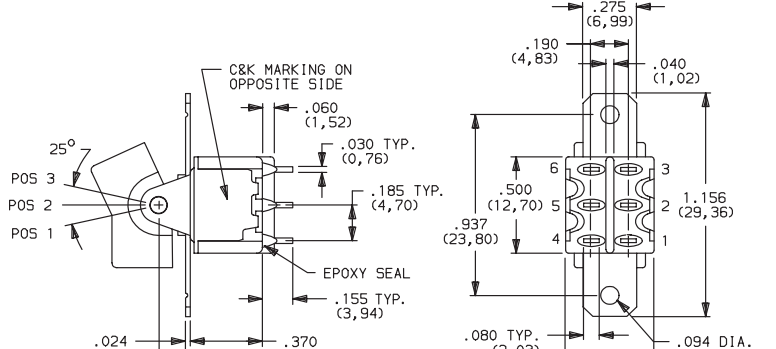 .275
(6,99)
.190
(4,83)
.040
(1,02)
C&K MARKING ON
OPPOSITE SIDE
.060
(1,52)
.030 TYP.
(0,76)
25°
POS 3
POS 2
POS 1
.185 TYP.
(4,70)
EPOXY SEAL
.155 TYP.
(3,94)
.024
.370
6
3
5
2
4
1
.500
(12,70)
.937
(23,80)
1.156
(29,36)
.080 TYP.
.094 DIA.